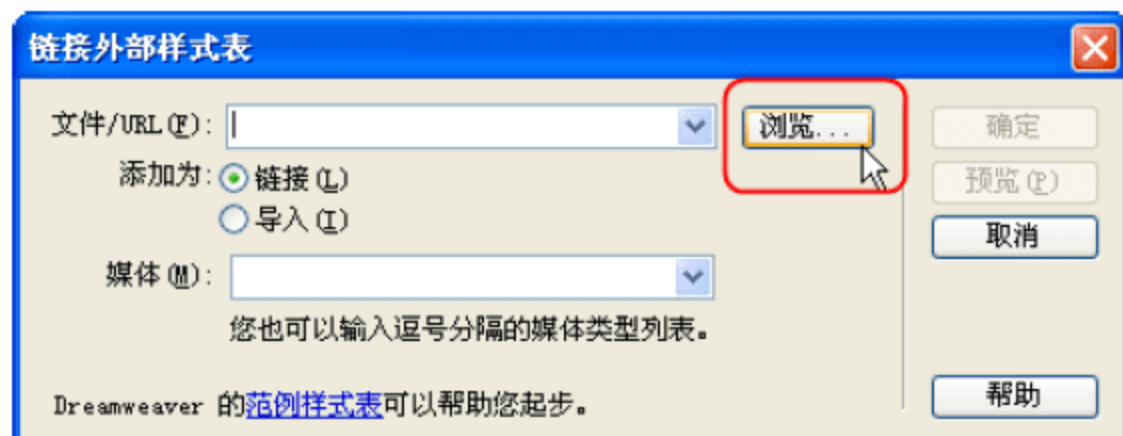 链接外部样式表
文件/URL(F):
浏览...
确定
添加为:
链接(L)
预览(P)
导入(I)
取消
媒体(M):
您也可以输入逗号分隔的媒体类型列表。
Dreamweaver 的范例样式表可以帮助您起步。
帮助